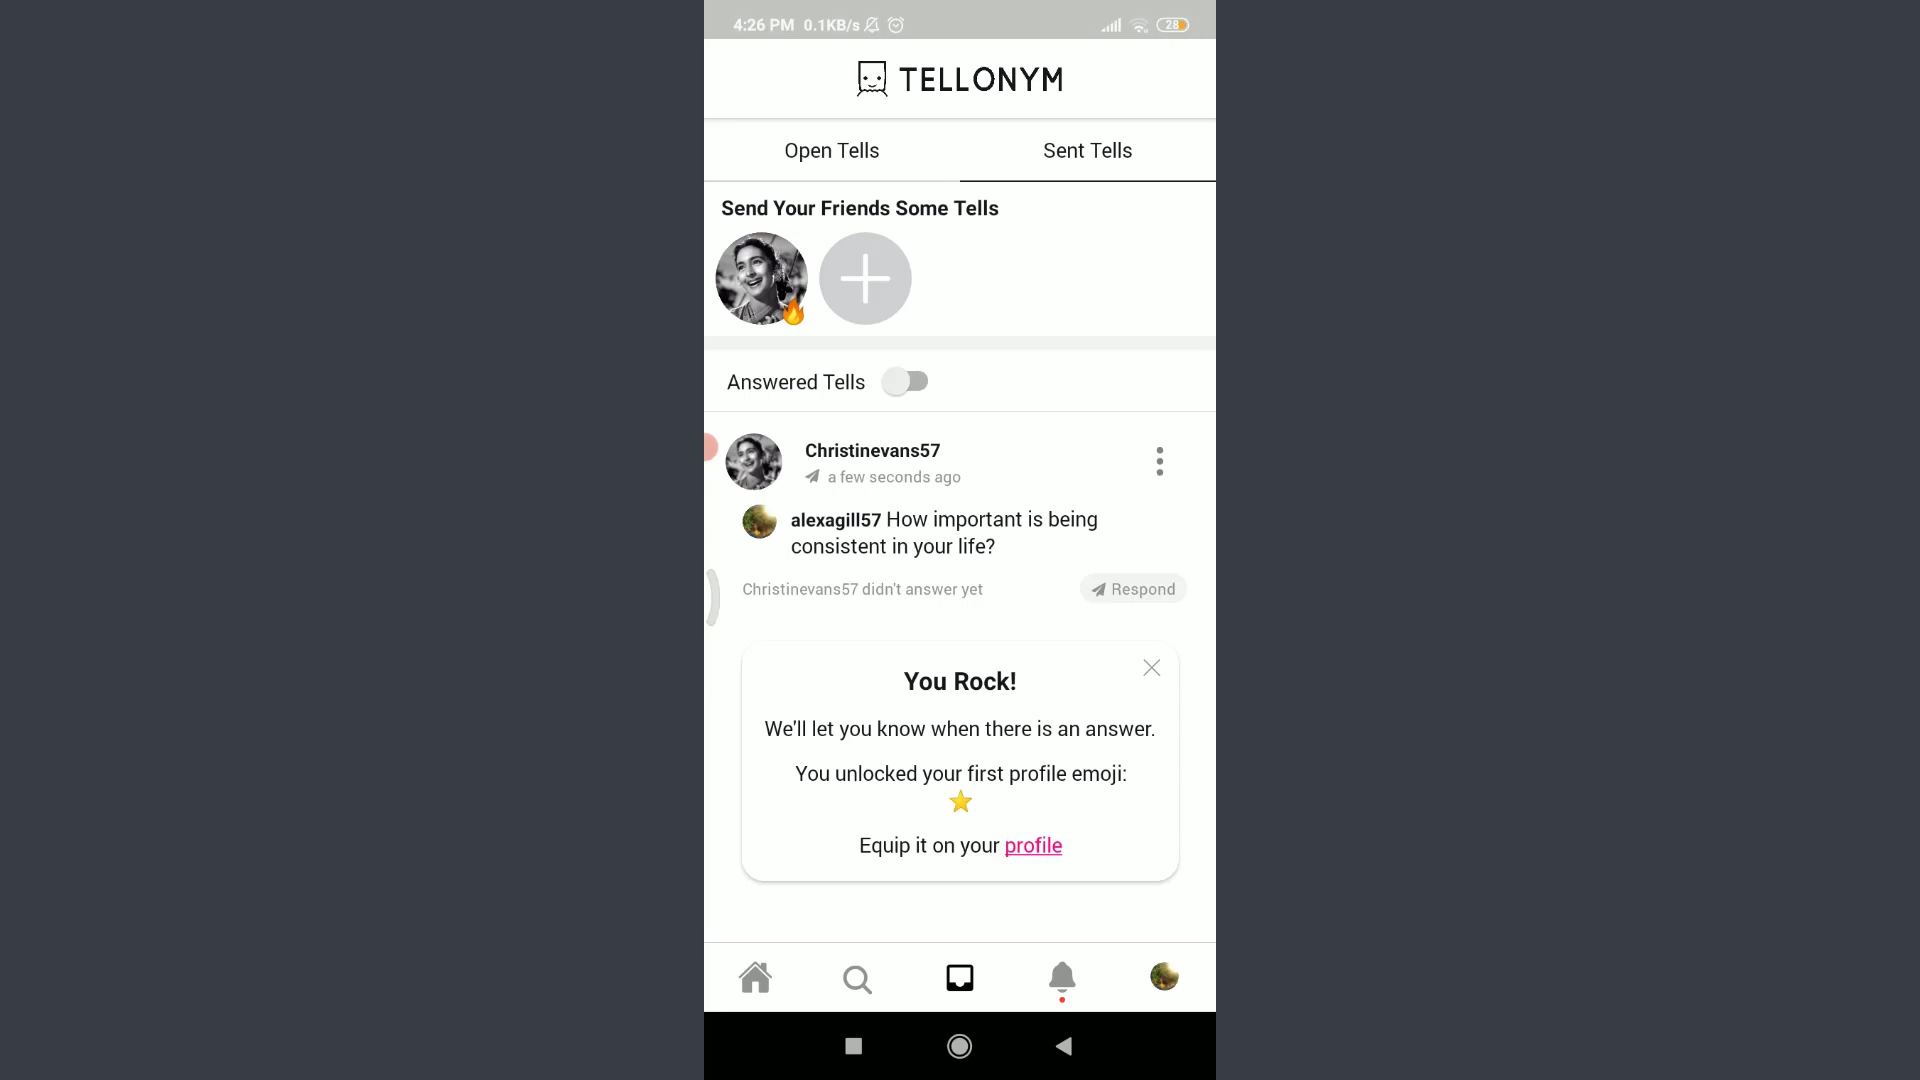 4:26 PM 0.1KB/s
28
TELLONYM
Open Tells
Sent Tells
Send Your Friends Some Tells
Answered Tells
Christinevans57
a few seconds ago
alexagill57 How important is being
consistent in your life?
Christinevans57 didn't answer yet
Respond
You Rock!
We'll let you know when there is an answer.
You unlocked your first profile emoji:
Equip it on your profile